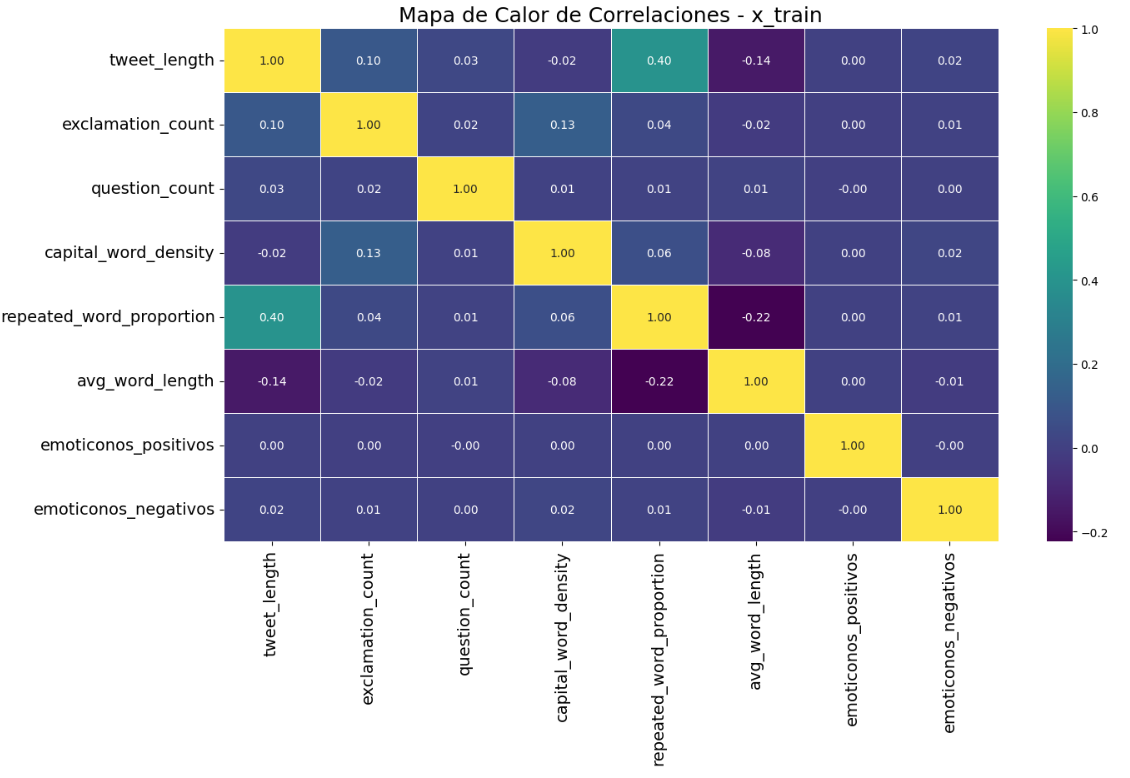 Mapa de Calor de Correlaciones - x_train
tweet_length
1.00 0.10 0.03 -0.02 0.40 -0.14 0.00 0.02
exclamation_count
0.10 1.00 0.02 0.13 0.04 -0.02 0.00 0.01
question_count
0.03 0.02 1.00 0.01 0.01 0.01 -0.00 0.00
capital_word_density
-0.02 0.13 0.01 1.00 0.06 -0.08 0.00 0.02
repeated_word_proportion
0.40 0.04 0.01 0.06 1.00 -0.22 0.00 0.01
avg_word_length
-0.14 -0.02 0.01 -0.08 -0.22 1.00 0.00 -0.01
emoticonos_positivos
0.00 0.00 -0.00 0.00 0.00 0.00 1.00 -0.00
emoticonos_negativos
0.02 0.01 0.00 0.02 0.01 -0.01 -0.00 1.00
tweet_length
exclamation_count
question_count
capital_word_density
repeated_word_proportion
avg_word_length
emoticonos_positivos
emoticonos_negativos
1.0
0.8
0.6
0.4
0.2
0.0
−0.2